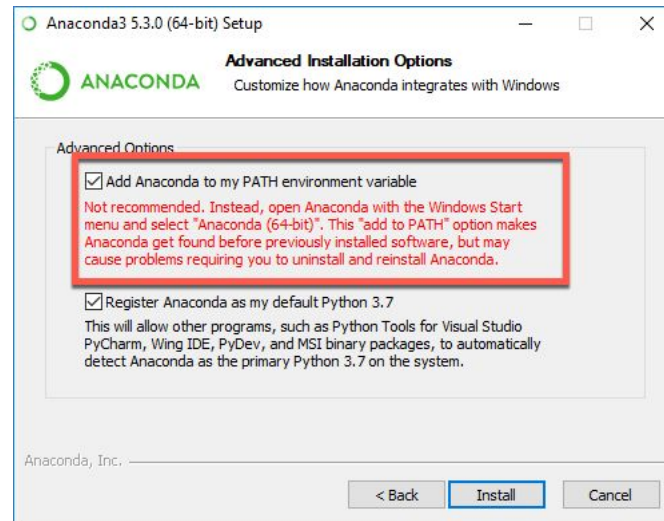 Anaconda3 5.3.0 (64-bit) Setup
ANACONDA
Advanced Installation Options
Customize how Anaconda integrates with Windows
Advanced Options
Add Anaconda to my PATH environment variable
Not recommended. Instead, open Anaconda with the Windows Start
menu and select "Anaconda (64-bit)". This "add to PATH" option makes
Anaconda get found before previously installed software, but may
cause problems requiring you to uninstall and reinstall Anaconda.
Register Anaconda as my default Python 3.7
This will allow other programs, such as Python Tools for Visual Studio
PyCharm, Wing IDE, PyDev, and MSI binary packages, to automatically
detect Anaconda as the primary Python 3.7 on the system.
Anaconda, Inc.
< Back
Install
Cancel